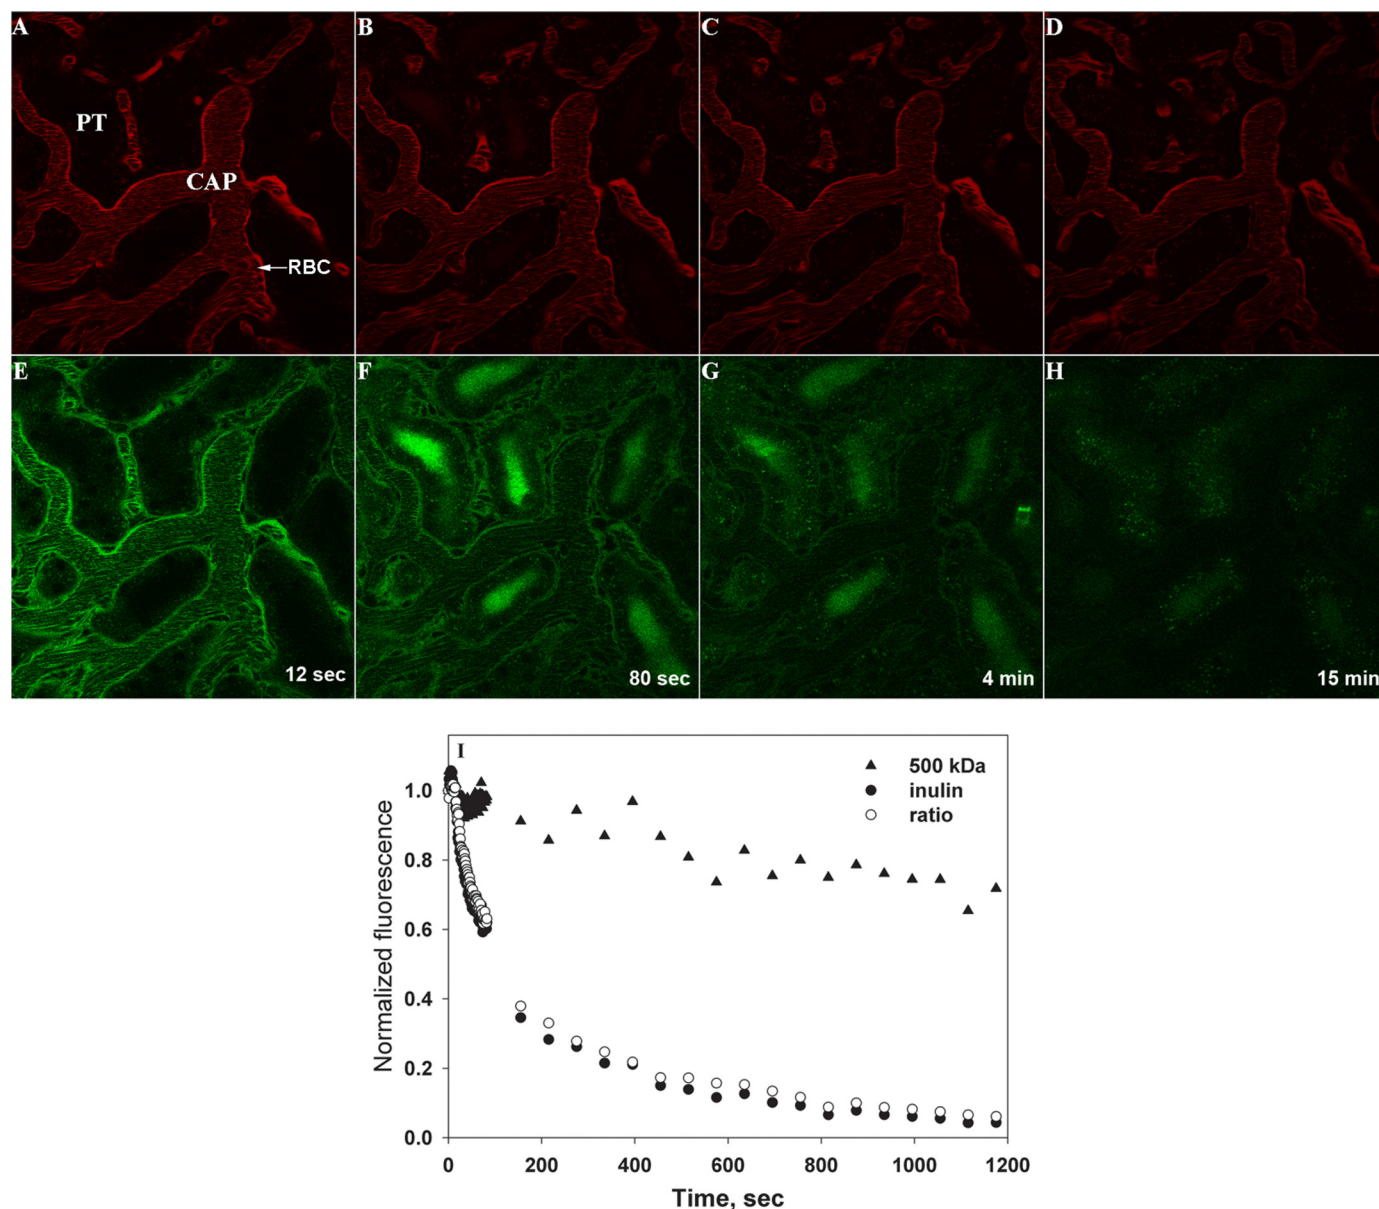 A
B
C
D
PT
CAP
RBC
E
F
G
H
12 sec
80 sec
4 min
15 min
I
500 kDa
inulin
ratio
1.0
0.8
0.6
0.4
0.2
0.0
Normalized fluorescence
0
200
400
600
800
1000
1200
Time, sec